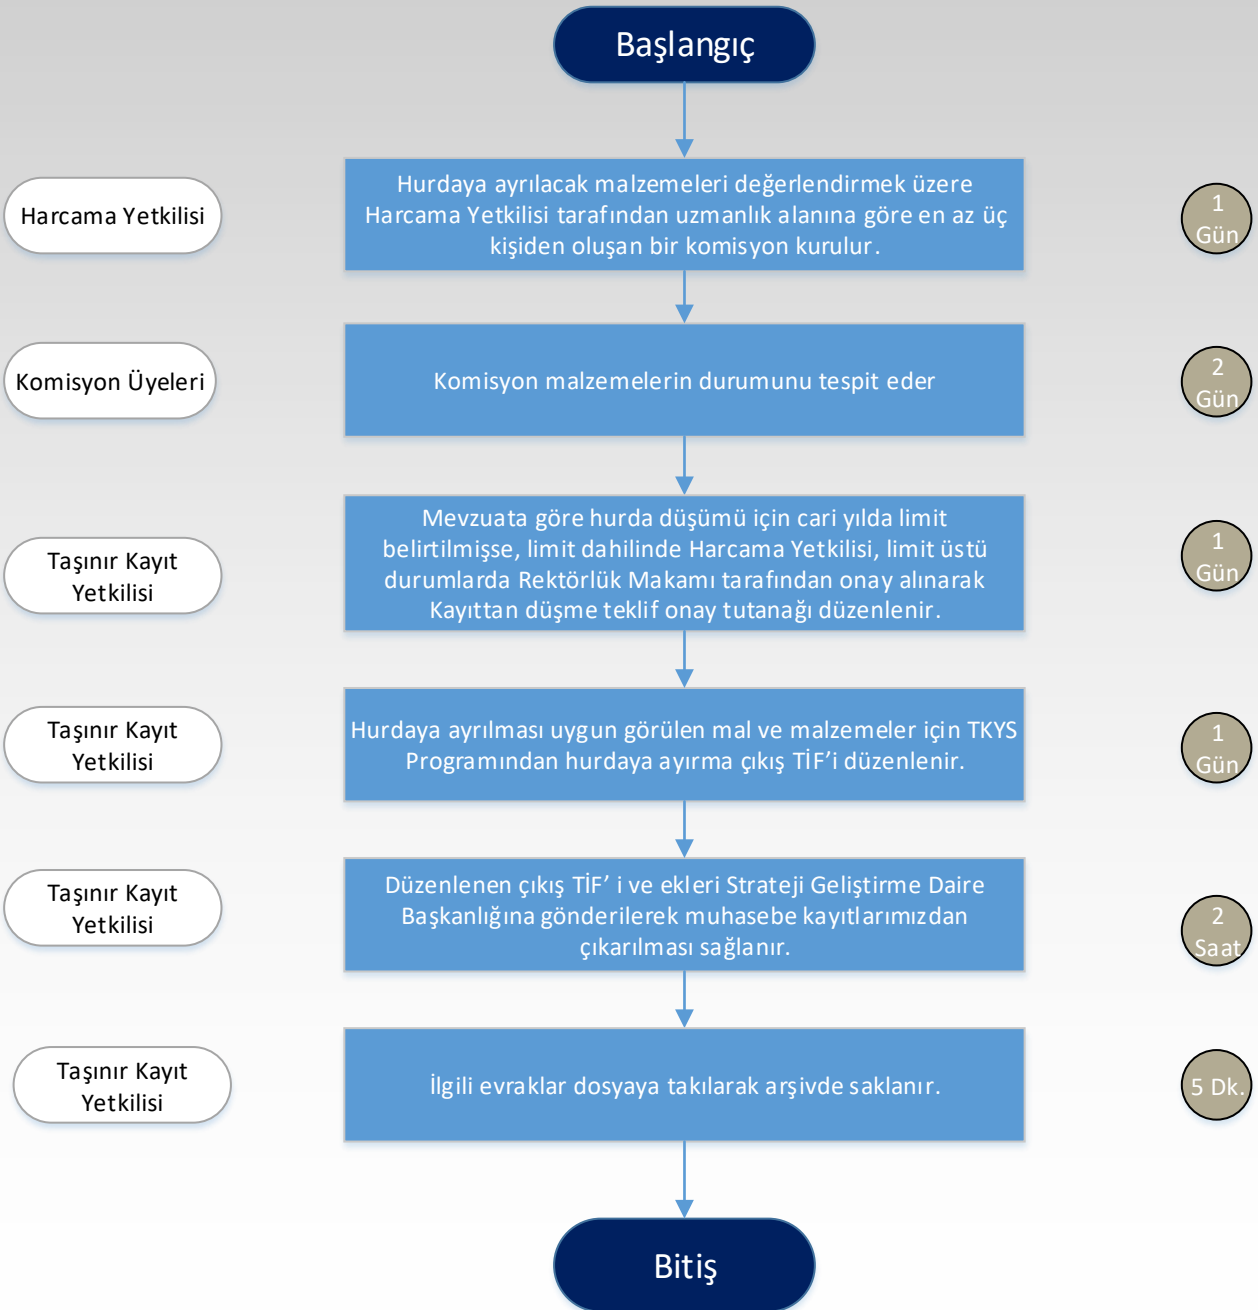 Başlangıç
Harcama Yetkilisi
Hurdaya ayrılacak malzemeleri değerlendirmek üzere
Harcama Yetkilisi tarafından uzmanlık alanına göre en az üç
kişiden oluşan bir komisyon kurulur.
1
Gün
Komisyon Üyeleri
Komisyon malzemelerin durumunu tespit eder
2
Gün
Taşınır Kayıt
Yetkilisi
Mevzuata göre hurda düşümü için cari yılda limit
belirtilmişse, limit dahilinde Harcama Yetkilisi, limit üstü
durumlarda Rektörlük Makamı tarafından onay alınarak
Kayıttan düşme teklif onay tutanağı düzenlenir.
1
Gün
Taşınır Kayıt
Yetkilisi
Hurdaya ayrılması uygun görülen mal ve malzemeler için TKYS
Programından hurdaya ayırma çıkış TİF’i düzenlenir.
1
Gün
Taşınır Kayıt
Yetkilisi
Düzenlenen çıkış TİF’ i ve ekleri Strateji Geliştirme Daire
Başkanlığına gönderilerek muhasebe kayıtlarımızdan
çıkarılması sağlanır.
2
Saat
Taşınır Kayıt
Yetkilisi
İlgili evraklar dosyaya takılarak arşivde saklanır.
5 Dk.
Bitiş